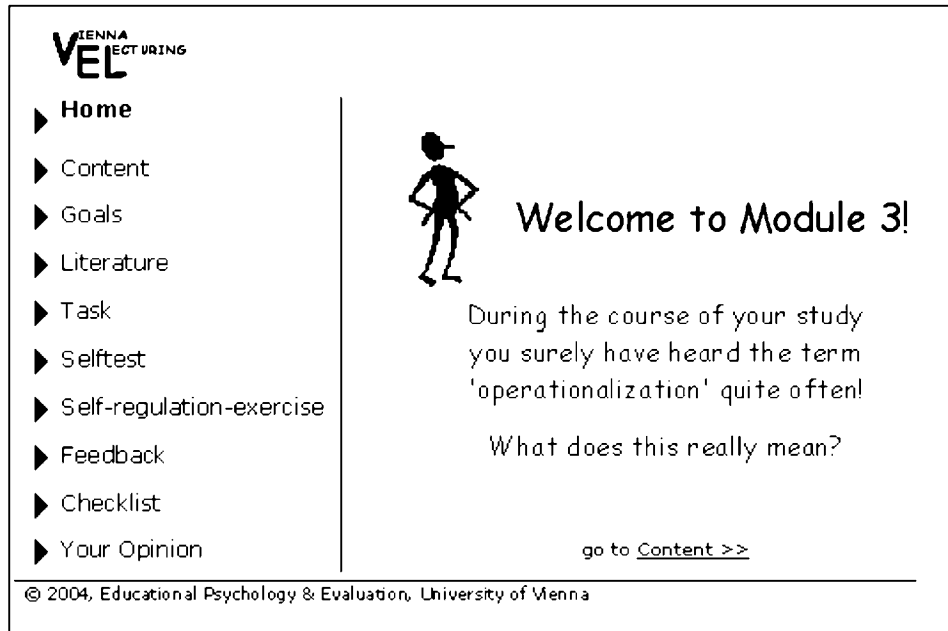 VIENNA
E LECTURING
Home
Content
Goals
Literature
Task
Selftest
Self-regulation-exercise
Feedback
Checklist
Your Opinion
Welcome to Module 3!
During the course of your study
you surely have heard the term
'operationalization' quite often!
What does this really mean?
go to Content >>
© 2004, Educational Psychology & Evaluation, University of Vienna